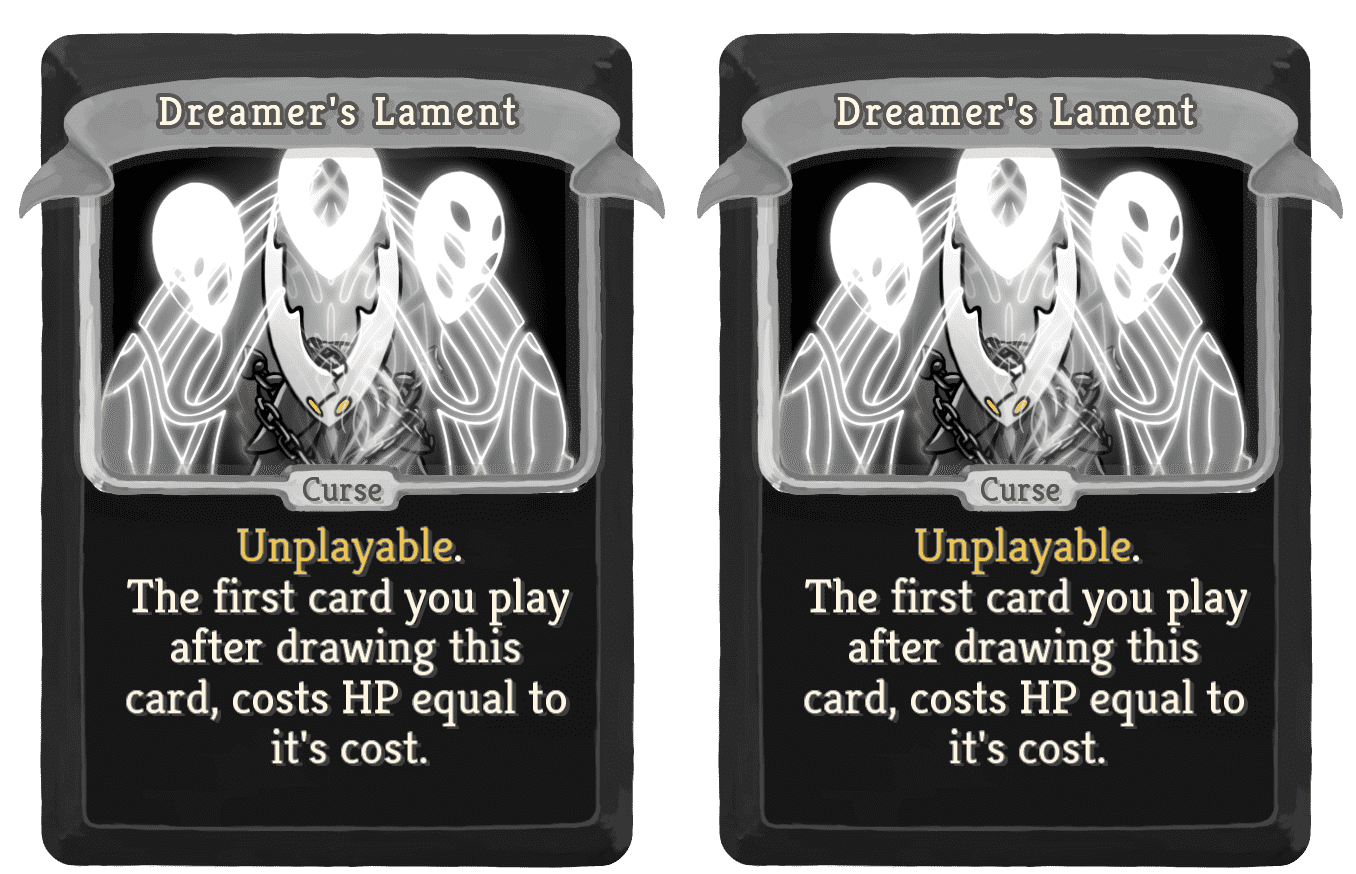 Dreamer's Lament
Curse
Unplayable.
The first card you play
after drawing this
card, costs HP equal to
it's cost.
Dreamer's Lament
Curse
Unplayable.
The first card you play
after drawing this
card, costs HP equal to
it's cost.